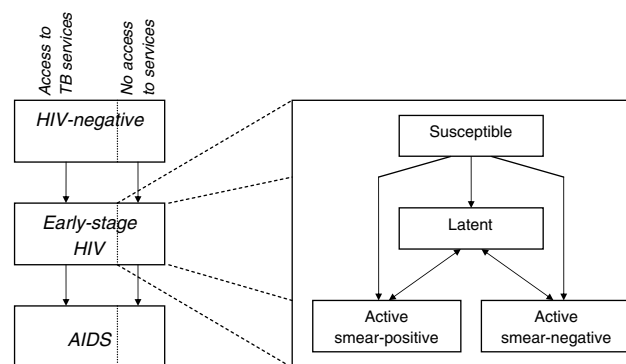 Access to
TB services
No access
to services
HIV-negative
Early-stage
HIV
AIDS
Susceptible
Latent
Active
smear-positive
Active
smear-negative